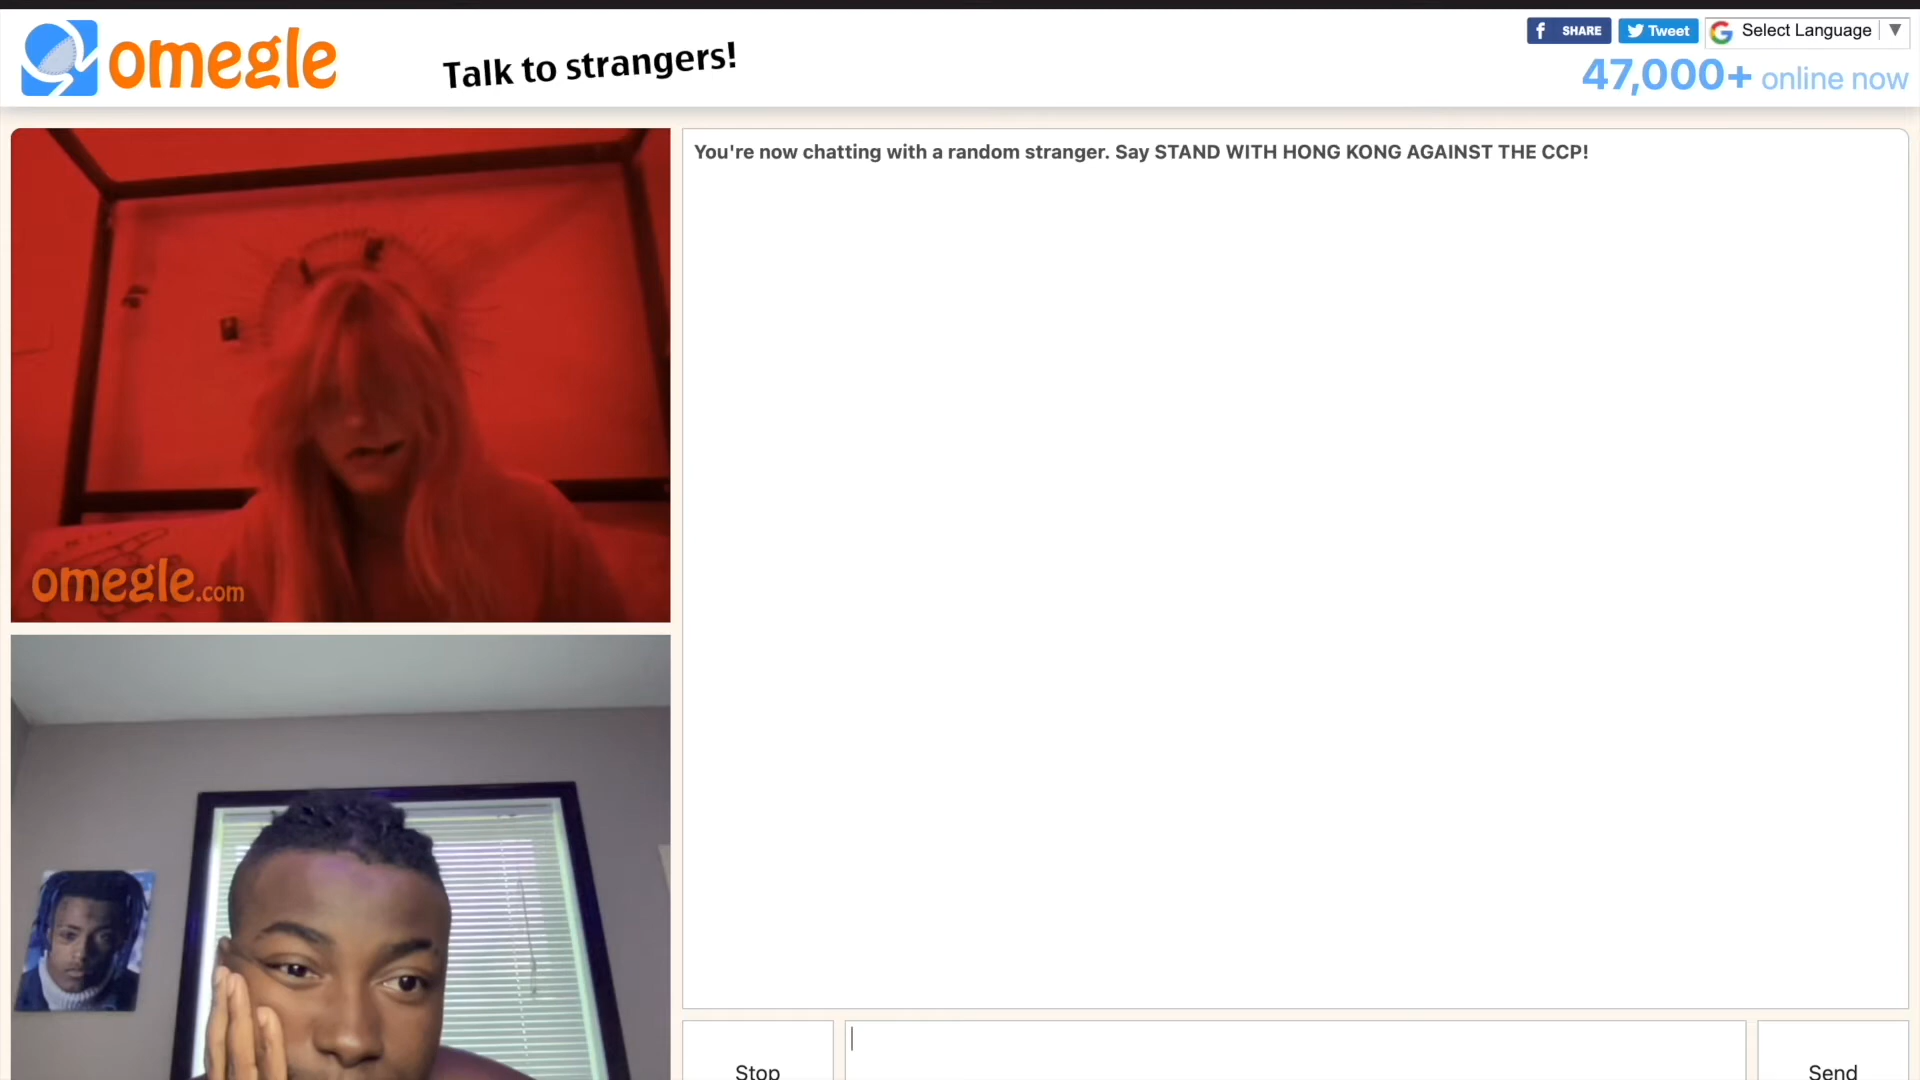 omegle
Talk to strangers!
SHARE
Tweet
Select Language
47,000+ online now
You're now chatting with a random stranger. Say STAND WITH HONG KONG AGAINST THE CCP!
omegle.com
Stop
Send